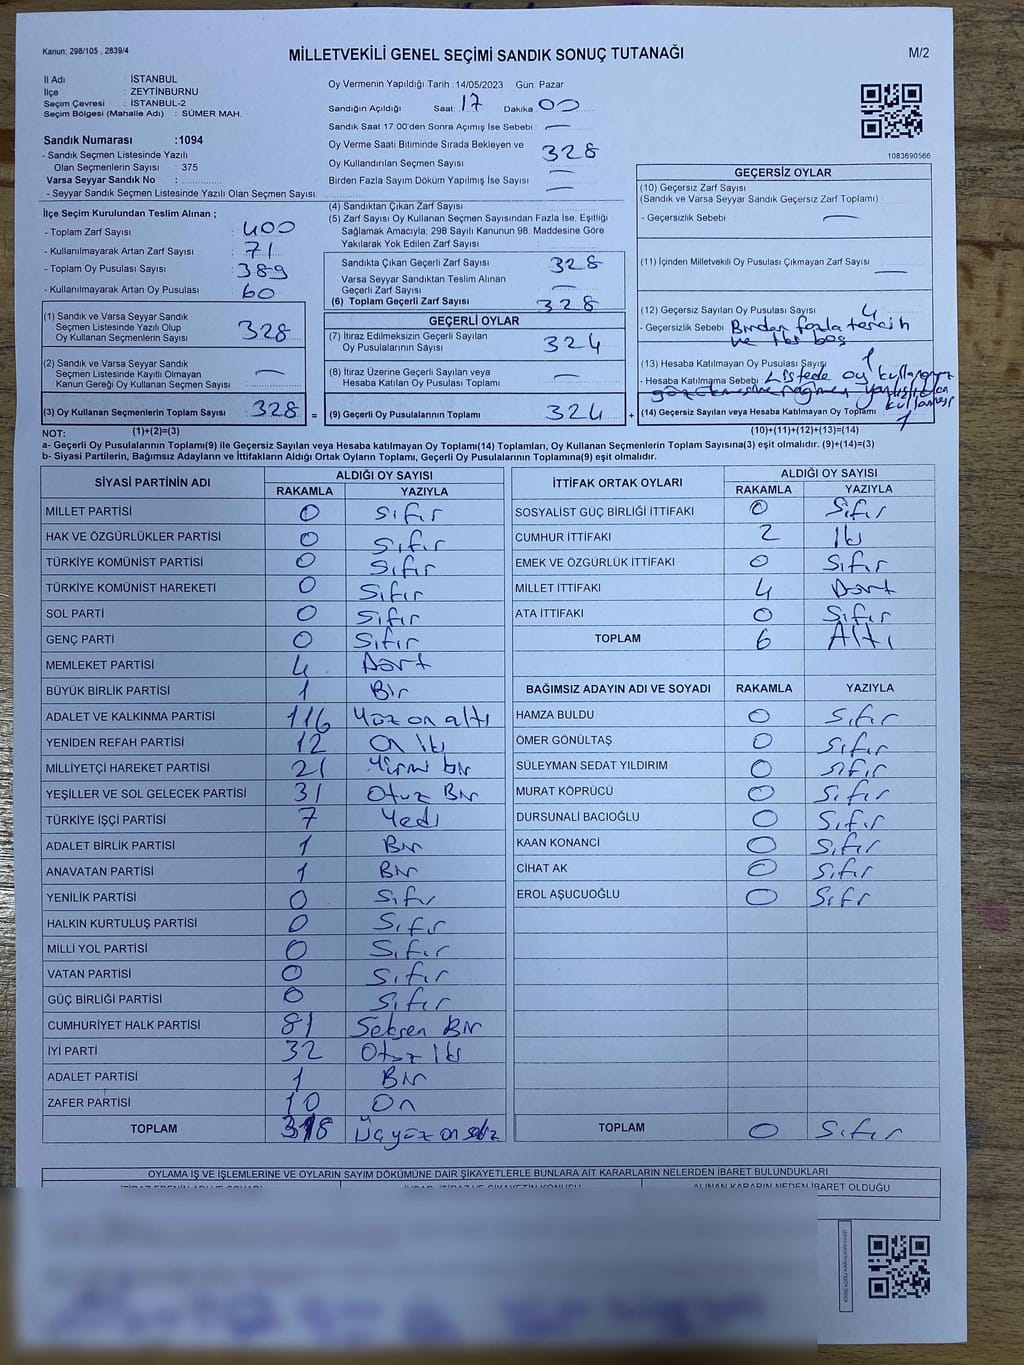 Kanun; 298/105 , 2839/4
MİLLETVEKİLİ GENEL SEÇİMİ SANDIK SONUÇ TUTANAĞI
M/2
İl Adı : İSTANBUL
İlçe : ZEYTİNBURNU
Seçim Çevresi : İSTANBUL-2
Seçim Bölgesi (Mahalle Adı) : SÜMER MAH.
Sandık Numarası :1094
- Sandık Seçmen Listesinde Yazılı
Olan Seçmenlerin Sayısı : 375
Varsa Seyyar Sandık No :
- Seyyar Sandık Seçmen Listesinde Yazılı Olan Seçmen Sayısı:
Oy Vermenin Yapıldığı Tarih :14/05/2023 Gün: Pazar
Sandığın Açıldığı Saat: 17 Dakika 00
Sandık Saat 17:00'den Sonra Açımış İse Sebebi : —
Oy Verme Saati Bitiminde Sırada Bekleyen ve
Oy Kullandırılan Seçmen Sayısı : 328
Birden Fazla Sayım Döküm Yapılmış İse Sayısı : —
1083690566
İlçe Seçim Kurulundan Teslim Alınan ;
- Toplam Zarf Sayısı : 400
- Kullanılmayarak Artan Zarf Sayısı : 71
- Toplam Oy Pusulası Sayısı : 389
- Kullanılmayarak Artan Oy Pusulası : 60
(1) Sandık ve Varsa Seyyar Sandık
Seçmen Listesinde Yazılı Olup
Oy Kullanan Seçmenlerin Sayısı : 328
(2) Sandık ve Varsa Seyyar Sandık
Seçmen Listesinde Kayıtlı Olmayan
Kanun Gereği Oy Kullanan Seçmen Sayısı : —
(3) Oy Kullanan Seçmenlerin Toplam Sayısı : 328 =
(1)+(2)=(3)
(4) Sandıktan Çıkan Zarf Sayısı : —
(5) Zarf Sayısı Oy Kullanan Seçmen Sayısından Fazla İse, Eşitliği
Sağlamak Amacıyla; 298 Sayılı Kanunun 98. Maddesine Göre
Yakılarak Yok Edilen Zarf Sayısı :
Sandıkta Çıkan Geçerli Zarf Sayısı : 328
Varsa Seyyar Sandıktan Teslim Alınan
Geçerli Zarf Sayısı : —
(6) Toplam Geçerli Zarf Sayısı : 328
GEÇERLİ OYLAR
(7) İtiraz Edilmeksizin Geçerli Sayılan
Oy Pusulalarının Sayısı : 324
(8) İtiraz Üzerine Geçerli Sayılan veya
Hesaba Katılan Oy Pusulası Toplamı : —
(9) Geçerli Oy Pusulalarının Toplamı : 324 +
GEÇERSİZ OYLAR
(10) Geçersiz Zarf Sayısı
(Sandık ve Varsa Seyyar Sandık Geçersiz Zarf Toplamı) :
- Geçersizlik Sebebi : —
(11) İçinden Milletvekili Oy Pusulası Çıkmayan Zarf Sayısı : —
(12) Geçersiz Sayılan Oy Pusulası Sayısı : 4
- Geçersizlik Sebebi : Birden fazla tercih
ve boş
(13) Hesaba Katılmayan Oy Pusulası Sayısı : 1
- Hesaba Katılmama Sebebi : Listede oy
(14) Geçersiz Sayılan veya Hesaba Katılmayan Oy Toplamı :
(10)+(11)+(12)+(13)=(14)
NOT:
a- Geçerli Oy Pusulalarının Toplamı(9) ile Geçersiz Sayılan veya Hesaba katılmayan Oy Toplamı(14) Toplamları, Oy Kullanan Seçmenlerin Toplam Sayısına(3) eşit olmalıdır. (9)+(14)=(3)
b- Siyasi Partilerin, Bağımsız Adayların ve İttifakların Aldığı Ortak Oyların Toplamı, Geçerli Oy Pusulalarının Toplamına(9) eşit olmalıdır.
SİYASİ PARTİNİN ADI ALDIĞI OY SAYISI
RAKAMLA YAZIYLA
MİLLET PARTİSİ 0 Sıfır
HAK VE ÖZGÜRLÜKLER PARTİSİ 0 Sıfır
TÜRKİYE KOMÜNİST PARTİSİ 0 Sıfır
TÜRKİYE KOMÜNİST HAREKETİ 0 Sıfır
SOL PARTİ 0 Sıfır
GENÇ PARTİ 0 Sıfır
MEMLEKET PARTİSİ 4 Dört
BÜYÜK BİRLİK PARTİSİ 1 Bir
ADALET VE KALKINMA PARTİSİ 116 Yüz on altı
YENİDEN REFAH PARTİSİ 12 On iki
MİLLİYETÇİ HAREKET PARTİSİ 21 Yirmi bir
YEŞİLLER VE SOL GELECEK PARTİSİ 31 Otuz Bir
TÜRKİYE İŞÇİ PARTİSİ 7 Yedi
ADALET BİRLİK PARTİSİ 1 Bir
ANAVATAN PARTİSİ 1 Bir
YENİLİK PARTİSİ 0 Sıfır
HALKIN KURTULUŞ PARTİSİ 0 Sıfır
MİLLİ YOL PARTİSİ 0 Sıfır
VATAN PARTİSİ 0 Sıfır
GÜÇ BİRLİĞİ PARTİSİ 0 Sıfır
CUMHURİYET HALK PARTİSİ 81 Seksen Bir
İYİ PARTİ 32 Otuz iki
ADALET PARTİSİ 1 Bir
ZAFER PARTİSİ 10 On
TOPLAM 318 Üçyüz on sekiz
İTTİFAK ORTAK OYLARI ALDIĞI OY SAYISI
RAKAMLA YAZIYLA
SOSYALİST GÜÇ BİRLİĞİ İTTİFAKI 0 Sıfır
CUMHUR İTTİFAKI 2 İki
EMEK VE ÖZGÜRLÜK İTTİFAKI 0 Sıfır
MİLLET İTTİFAKI 4 Dört
ATA İTTİFAKI 0 Sıfır
TOPLAM 6 Altı
BAĞIMSIZ ADAYIN ADI VE SOYADI RAKAMLA YAZIYLA
HAMZA BULDU 0 Sıfır
ÖMER GÖNÜLTAŞ 0 Sıfır
SÜLEYMAN SEDAT YILDIRIM 0 Sıfır
MURAT KÖPRÜCÜ 0 Sıfır
DURSUNALİ BACIOĞLU 0 Sıfır
KAAN KONANCİ 0 Sıfır
CİHAT AK 0 Sıfır
EROL AŞUCUOĞLU 0 Sıfır
TOPLAM 0 Sıfır
OYLAMA İŞ VE İŞLEMLERİNE VE OYLARIN SAYIM DÖKÜMÜNE DAİR ŞİKAYETLERLE BUNLARA AİT KARARLARIN NELERDEN İBARET BULUNDUKLARI
ALINAN KARARIN NEDEN İBARET OLDUĞU